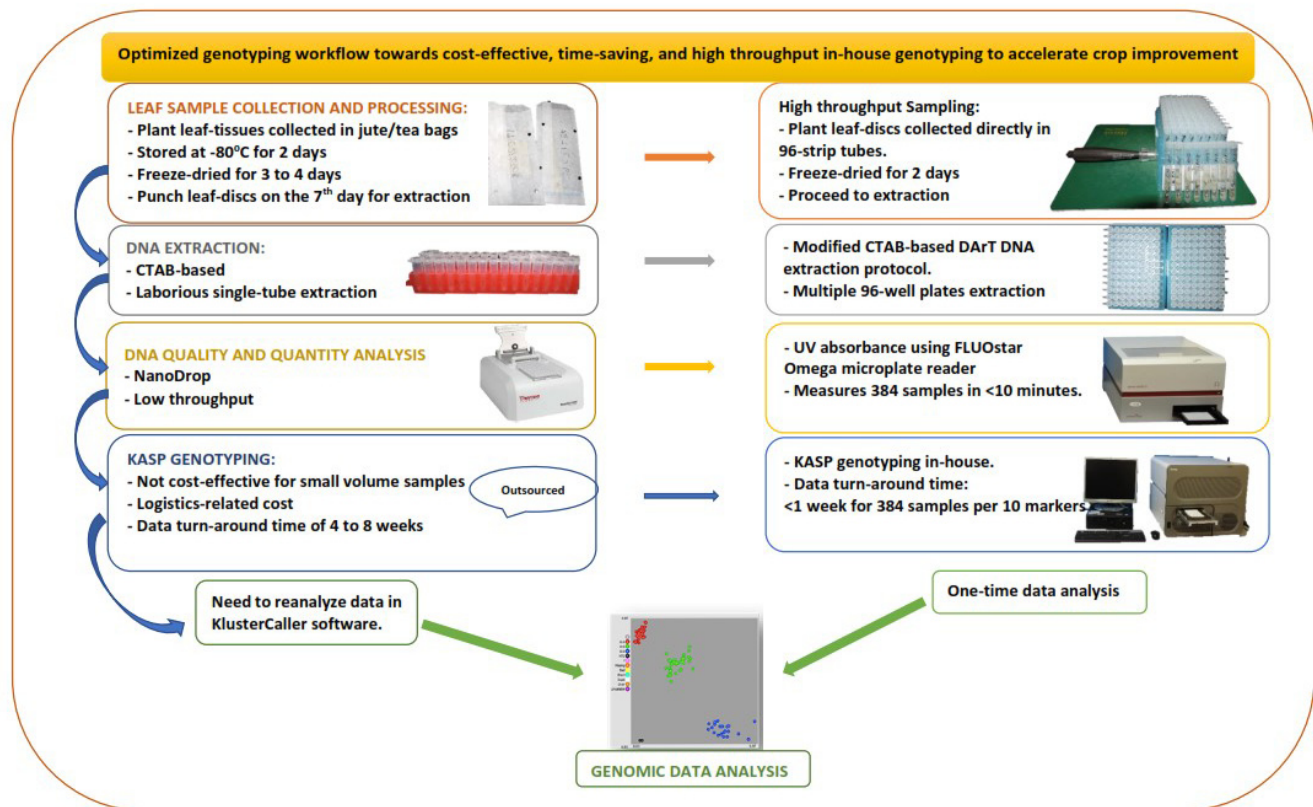 Optimized genotyping workflow towards cost-effective, time-saving, and high throughput in-house genotyping to accelerate crop improvement
LEAF SAMPLE COLLECTION AND PROCESSING:
- Plant leaf-tissues collected in jute/tea bags
- Stored at -80⁰C for 2 days
- Freeze-dried for 3 to 4 days
- Punch leaf-discs on the 7th day for extraction
High throughput Sampling:
- Plant leaf-discs collected directly in
96-strip tubes.
- Freeze-dried for 2 days
- Proceed to extraction
DNA EXTRACTION:
- CTAB-based
- Laborious single-tube extraction
- Modified CTAB-based DArT DNA
extraction protocol.
- Multiple 96-well plates extraction
DNA QUALITY AND QUANTITY ANALYSIS
- NanoDrop
- Low throughput
Thermo
- UV absorbance using FLUOstar
Omega microplate reader
- Measures 384 samples in <10 minutes.
KASP GENOTYPING:
- Not cost-effective for small volume samples
- Logistics-related cost
- Data turn-around time of 4 to 8 weeks
Outsourced
- KASP genotyping in-house.
- Data turn-around time:
<1 week for 384 samples per 10 markers
Need to reanalyze data in
KlusterCaller software.
One-time data analysis
GENOMIC DATA ANALYSIS